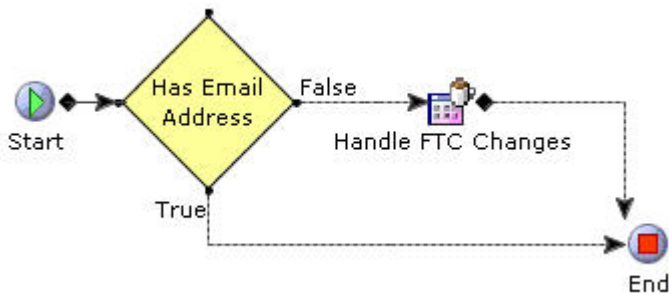 Has Email
Address
False
Start
Handle FTC Changes
True
End